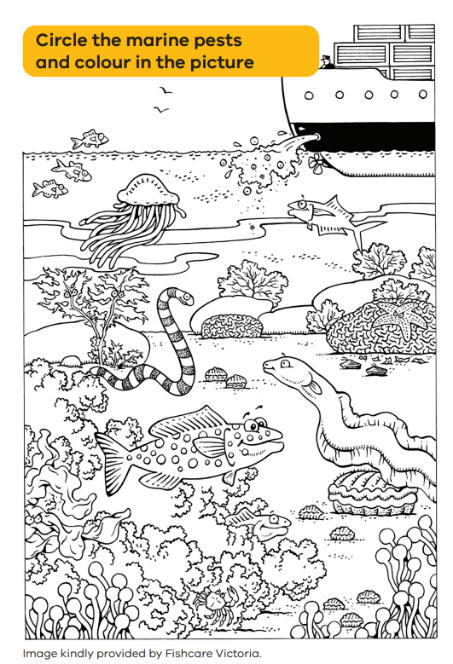 Circle the marine pests
and colour in the picture
Image kindly provided by Fishcare Victoria.